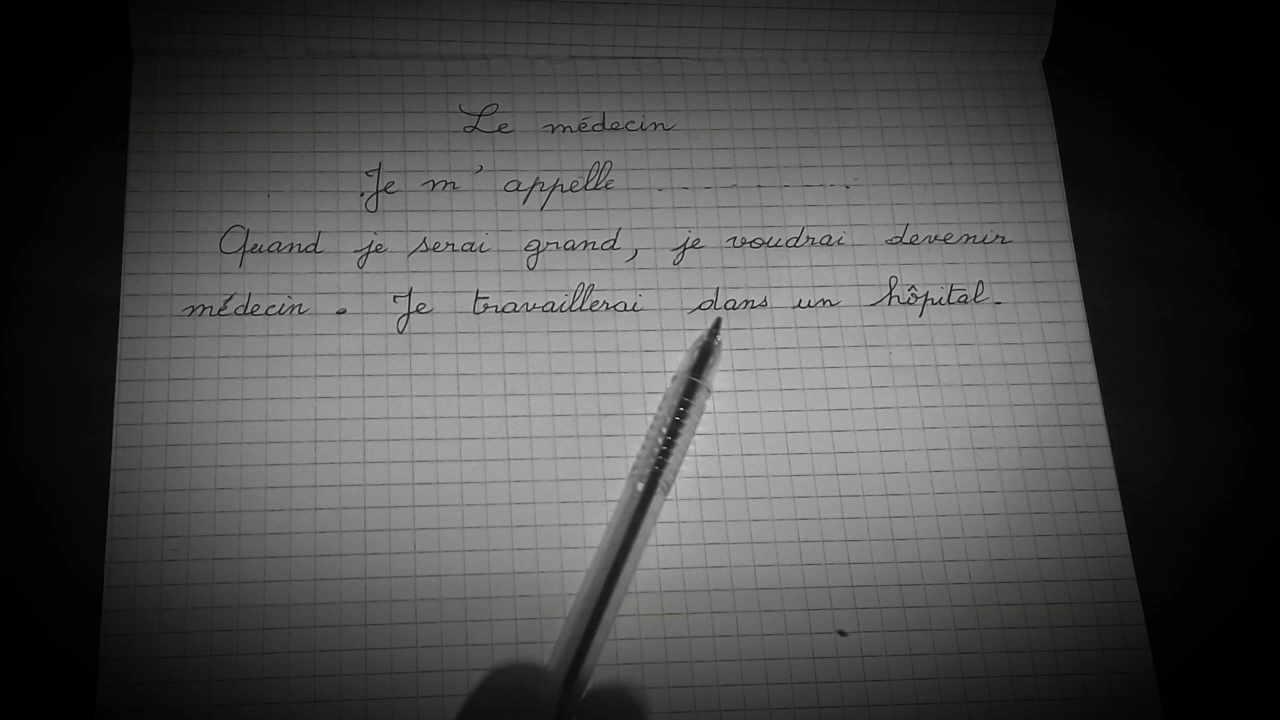 Le médecin
Je m'appelle ..............
Quand je serai grand, je voudrai devenir
médecin. Je travaillerai dans un hôpital.